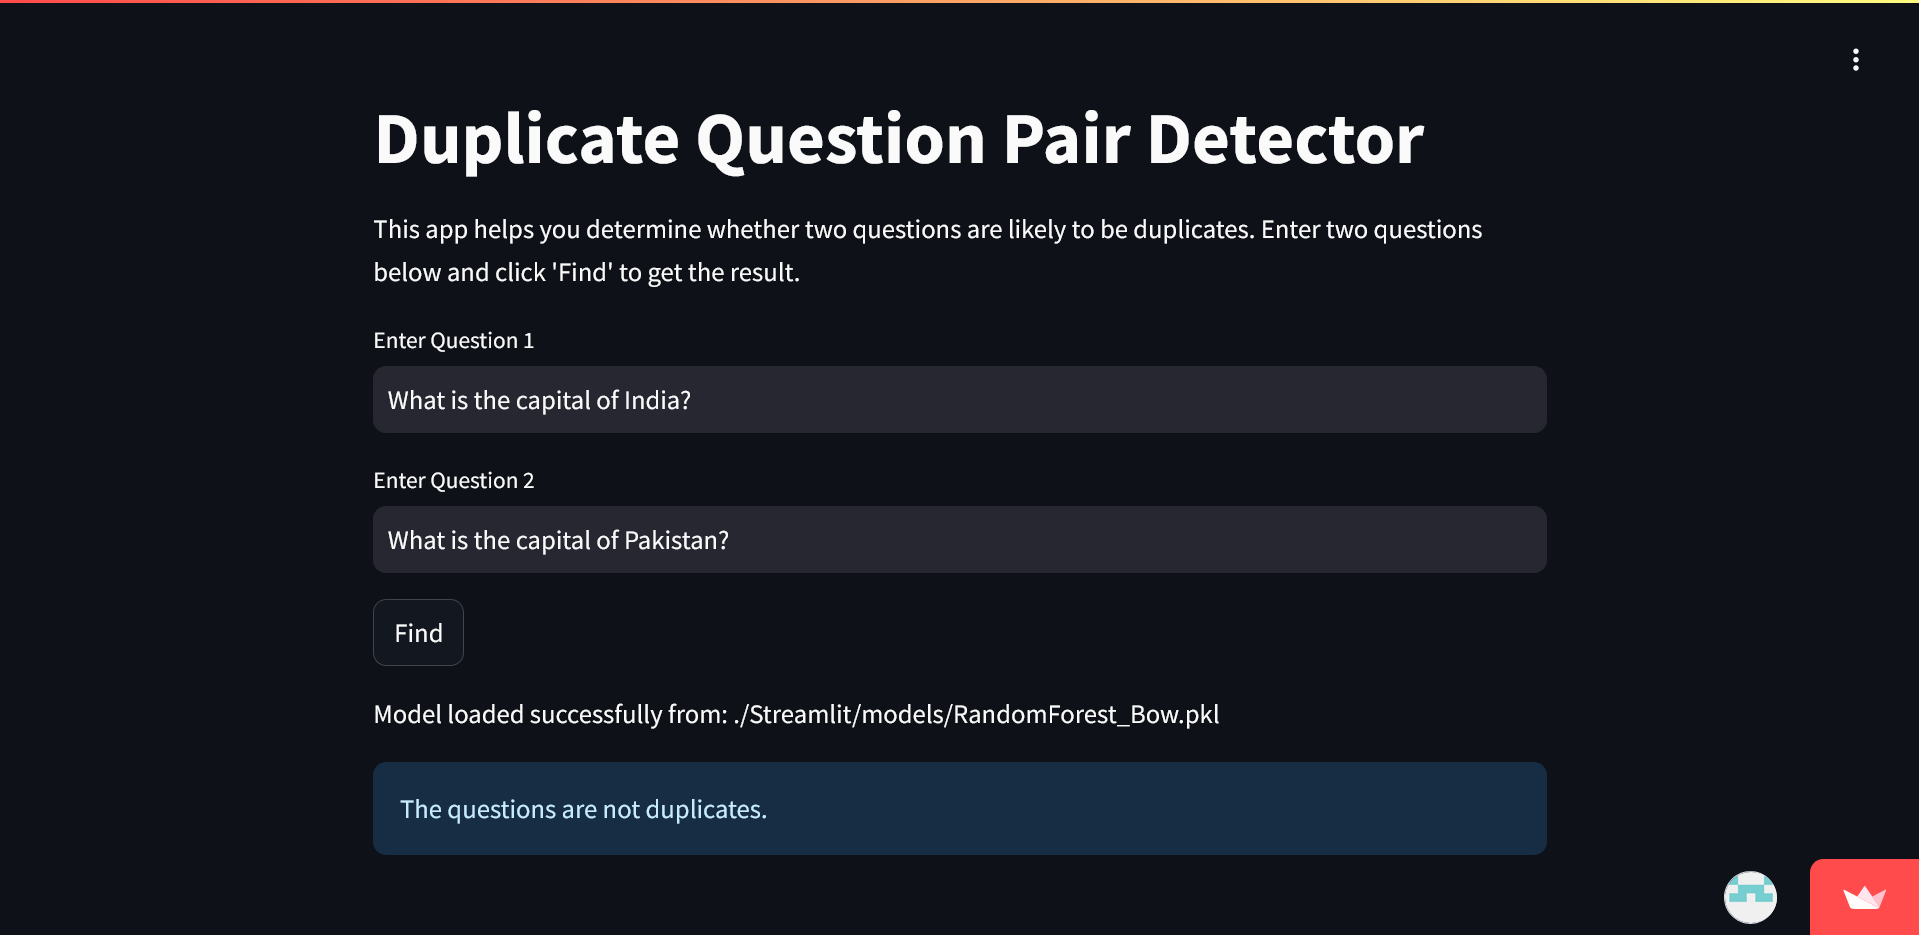 Duplicate Question Pair Detector
This app helps you determine whether two questions are likely to be duplicates. Enter two questions
below and click 'Find' to get the result.
Enter Question 1
What is the capital of India?
Enter Question 2
What is the capital of Pakistan?
Find
Model loaded successfully from: ./Streamlit/models/RandomForest_Bow.pkl
The questions are not duplicates.